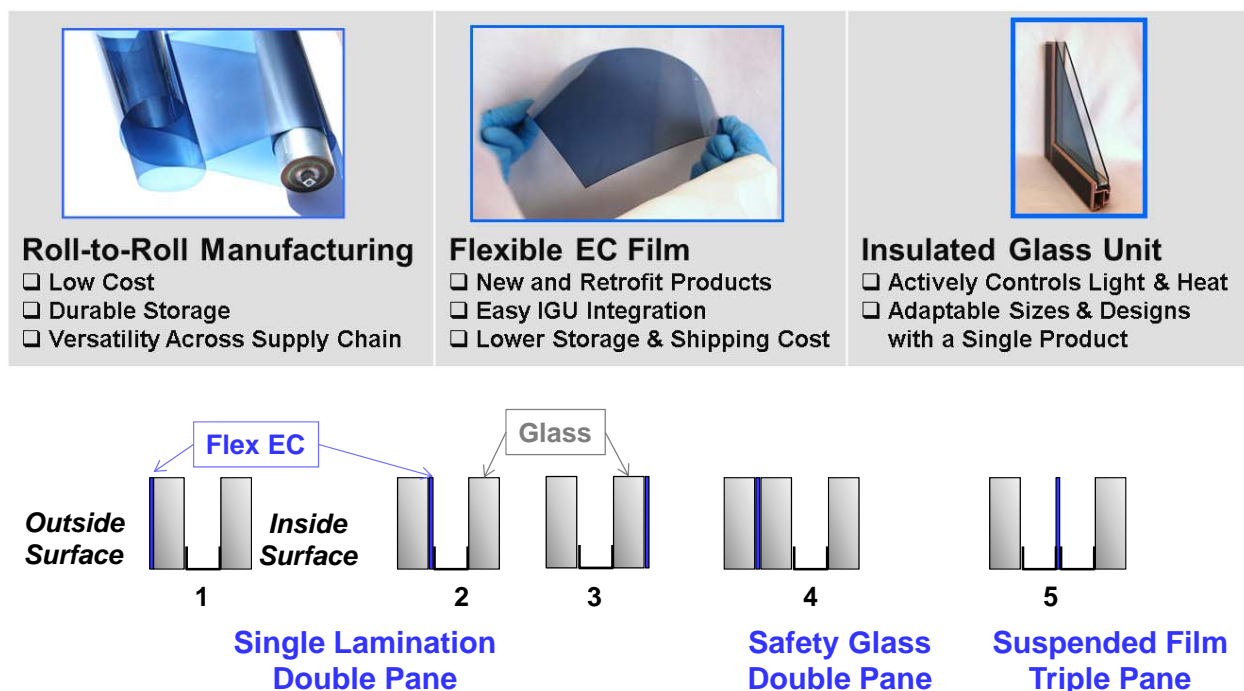 Roll-to-Roll Manufacturing
❑ Low Cost
❑ Durable Storage
❑ Versatility Across Supply Chain
Flexible EC Film
❑ New and Retrofit Products
❑ Easy IGU Integration
❑ Lower Storage & Shipping Cost
Insulated Glass Unit
❑ Actively Controls Light & Heat
❑ Adaptable Sizes & Designs
with a Single Product
Flex EC
Glass
Outside
Surface
Inside
Surface
1
2
3
4
5
Single Lamination
Double Pane
Safety Glass
Double Pane
Suspended Film
Triple Pane